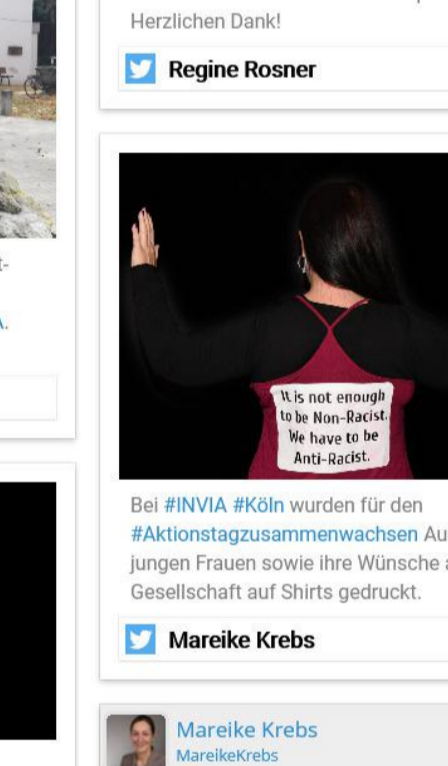 Herzlichen Dank!
Regine Rosner
t-
.
It is not enough
to be Non-Racist.
We have to be
Anti-Racist.
Bei #INVIA #Köln wurden für den
#Aktionstagzusammenwachsen Au
jungen Frauen sowie ihre Wünsche a
Gesellschaft auf Shirts gedruckt.
Mareike Krebs
Mareike Krebs
MareikeKrebs